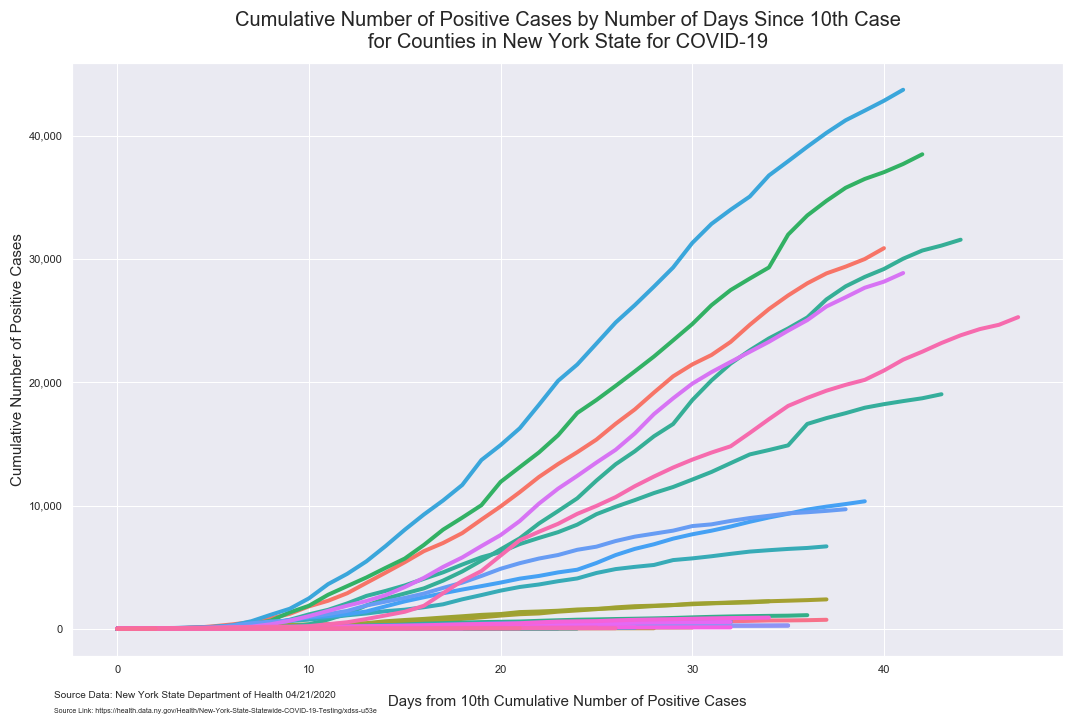 Cumulative Number of Positive Cases by Number of Days Since 10th Case
for Counties in New York State for COVID-19
Cumulative Number of Positive Cases
40,000
30,000
20,000
10,000
0
0
10
20
30
40
Days from 10th Cumulative Number of Positive Cases
Source Data: New York State Department of Health 04/21/2020
Source Link: https://health.data.ny.gov/Health/New-York-State-Statewide-COVID-19-Testing/xdss-u53e